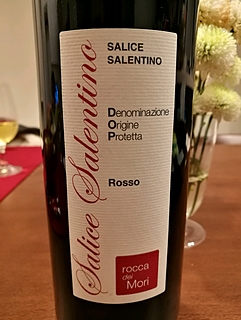 Salice Salentino
SALICE
SALENTINO
Denominazione
Origine
Protetta
Rosso
rocca
dei
Mori